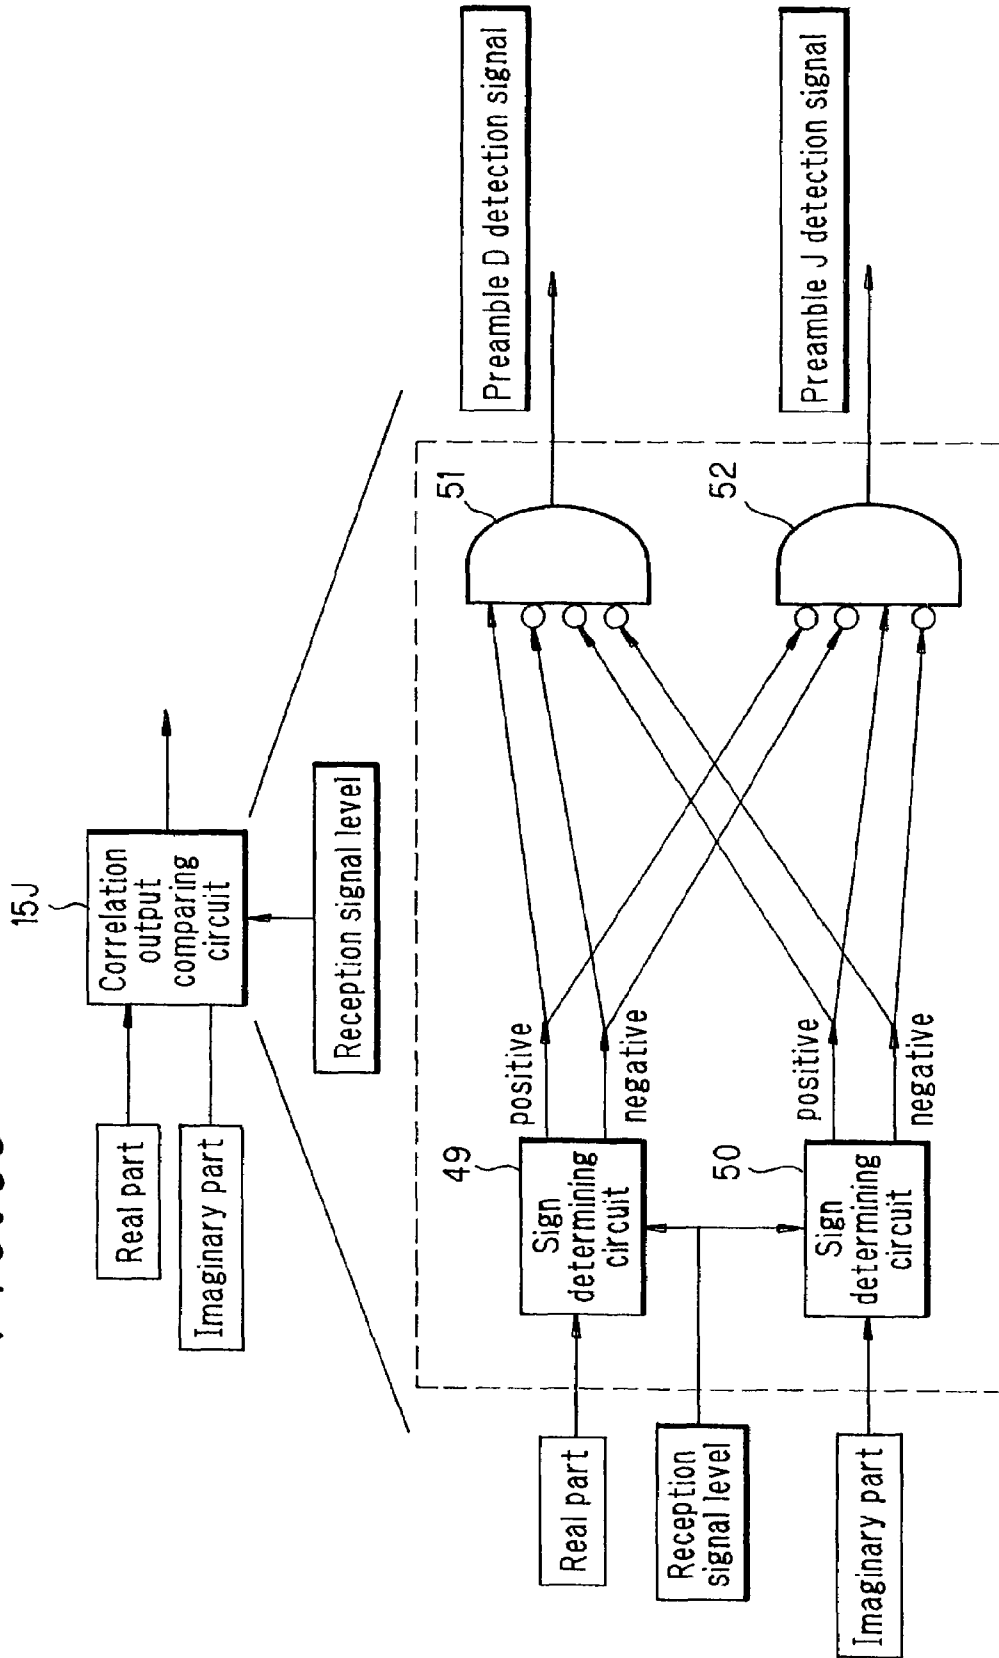 15J
Correlation
output
comparing
circuit
Real part
Imaginary part
Reception signal level
Real part
Reception
signal level
Imaginary part
49
Sign
determining
circuit
positive
negative
50
Sign
determining
circuit
positive
negative
51
52
Preamble D detection signal
Preamble J detection signal